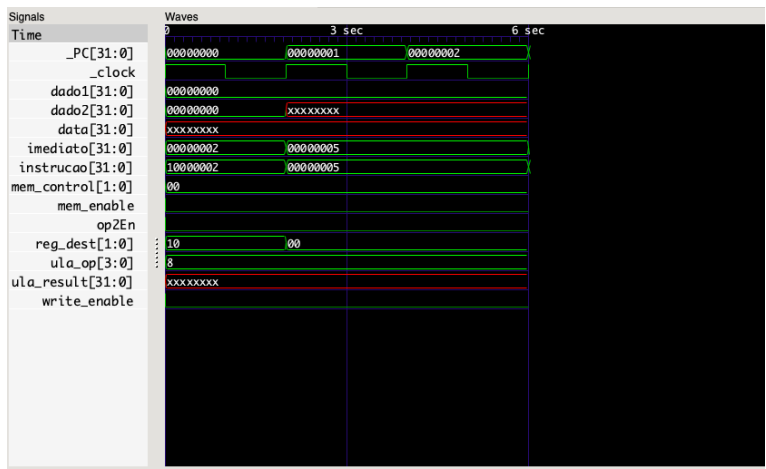 Signals Waves
Time 0 3 sec 6 sec
_PC[31:0] 00000000 00000001 00000002
_clock
dado1[31:0] 00000000
dado2[31:0] 00000000 xxxxxxxx
data[31:0] xxxxxxxx
imediato[31:0] 00000002 00000005
instrucao[31:0] 10000002 00000005
mem_control[1:0] 00
mem_enable
op2En
reg_dest[1:0] 10 00
ula_op[3:0] 8
ula_result[31:0] xxxxxxxx
write_enable